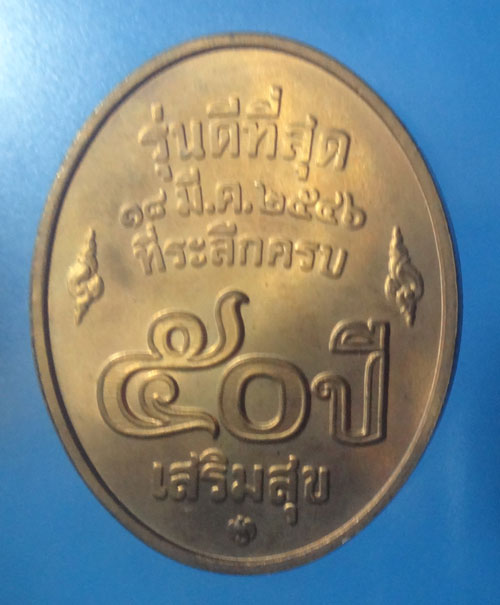 รุ่นดีที่สุด
๑๘ มี.ค.๒๕๔๖
ที่ระลึกครบ
๕๐ปี
เสริมสุข